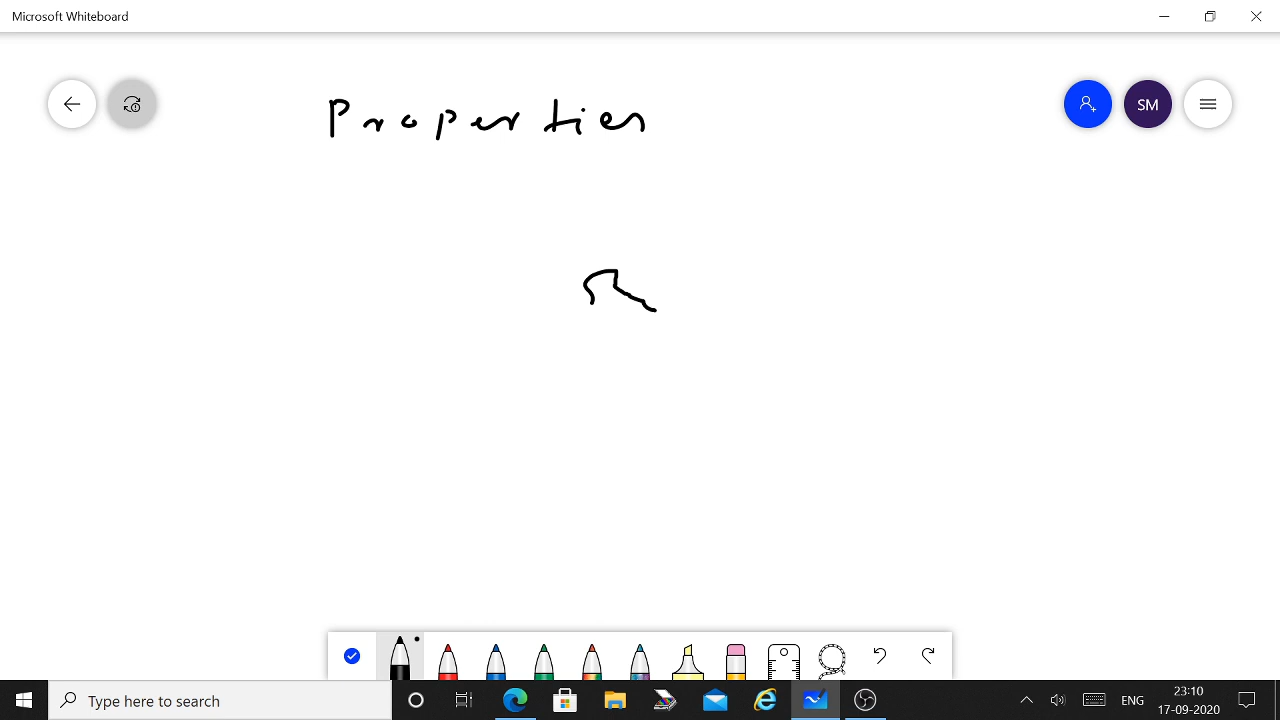 Microsoft Whiteboard
Properties
SM
Type here to search
ENG
23:10
17-09-2020